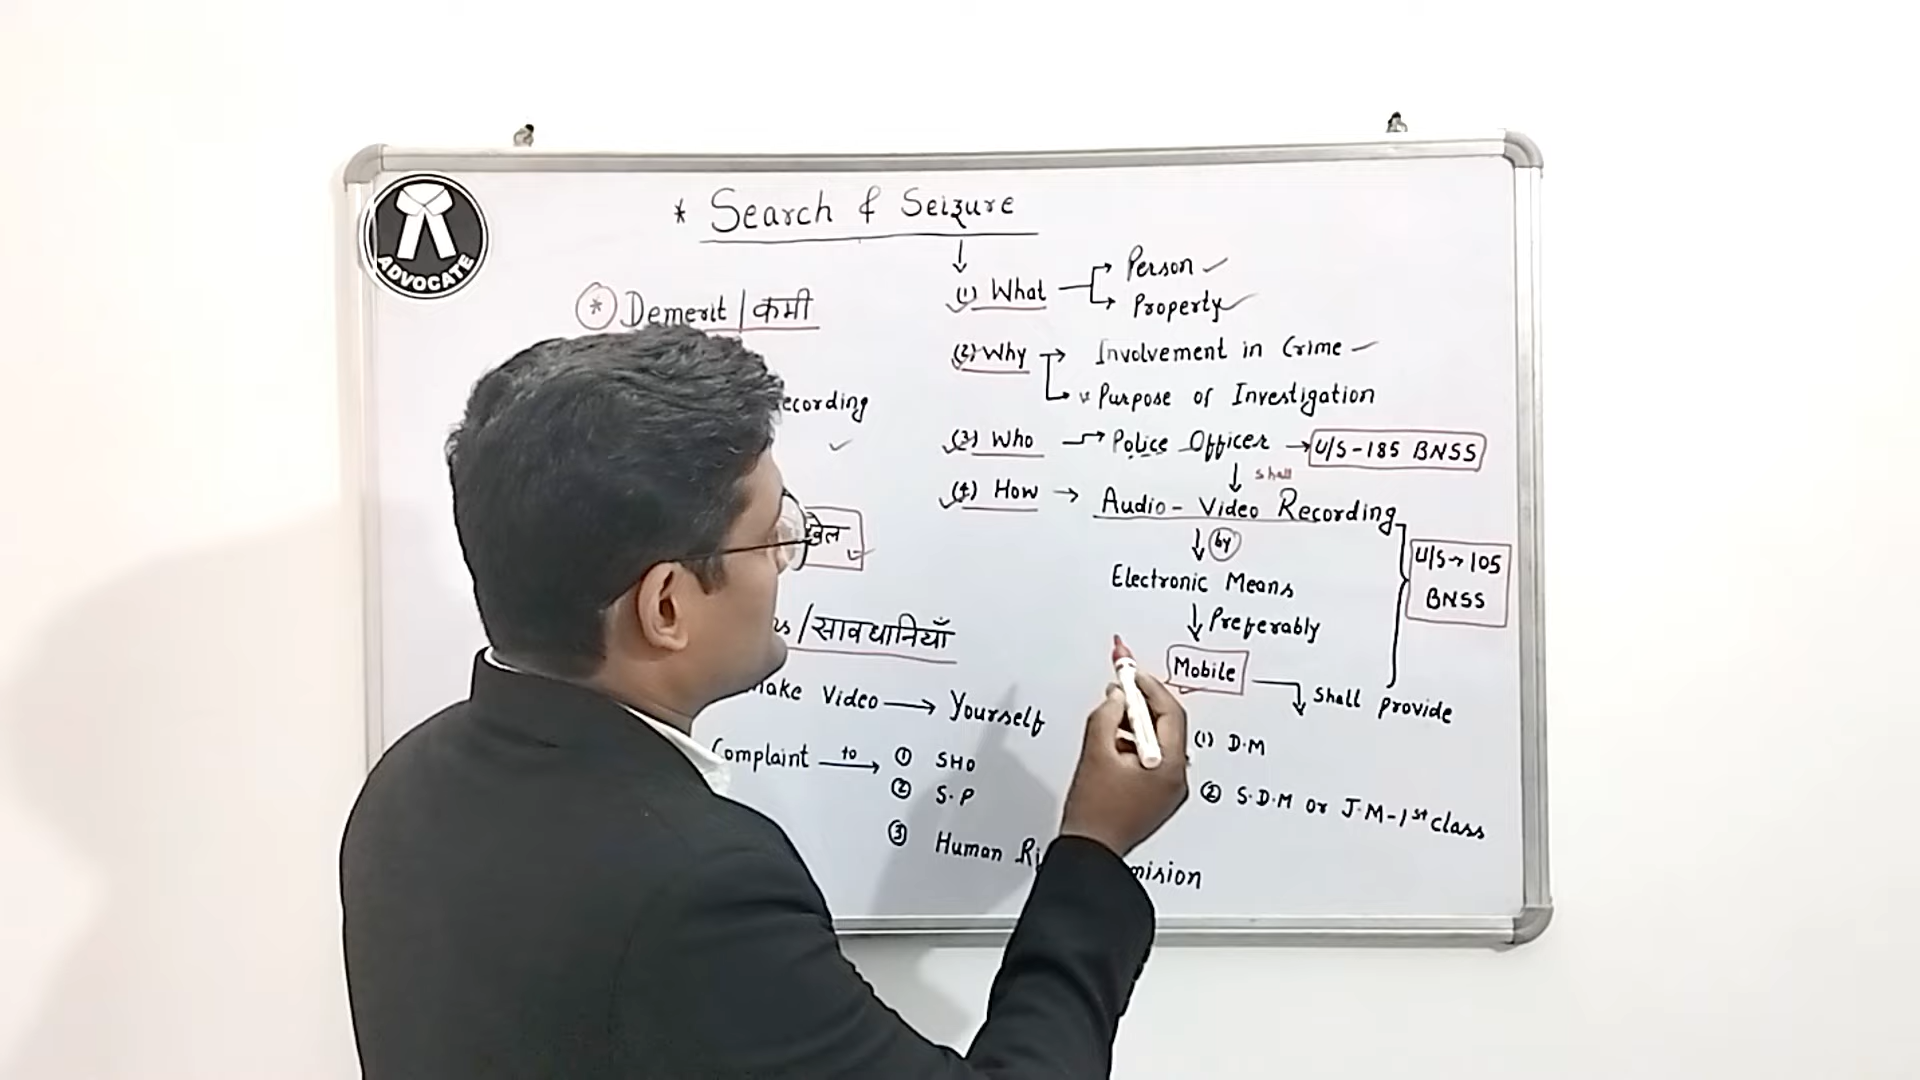 * Search & Seizure
ADVOCATE
* Demerit / कमी
ecording
/ सावधानियाँ
make Video → Yourself
Complaint to → ① SHO
② S.P
③ Human
mision
(1) What → Person
→ Property
(2) Why → Involvement in Crime
→ Purpose of Investigation
(3) Who → Police Officer → U/S-185 BNSS
↓ shall
(4) How → Audio - Video Recording
↓ by
Electronic Means
↓ Preferably
Mobile → shall provide
U/S→105
BNSS
(1) D.M
② S.D.M or J.M-1st class